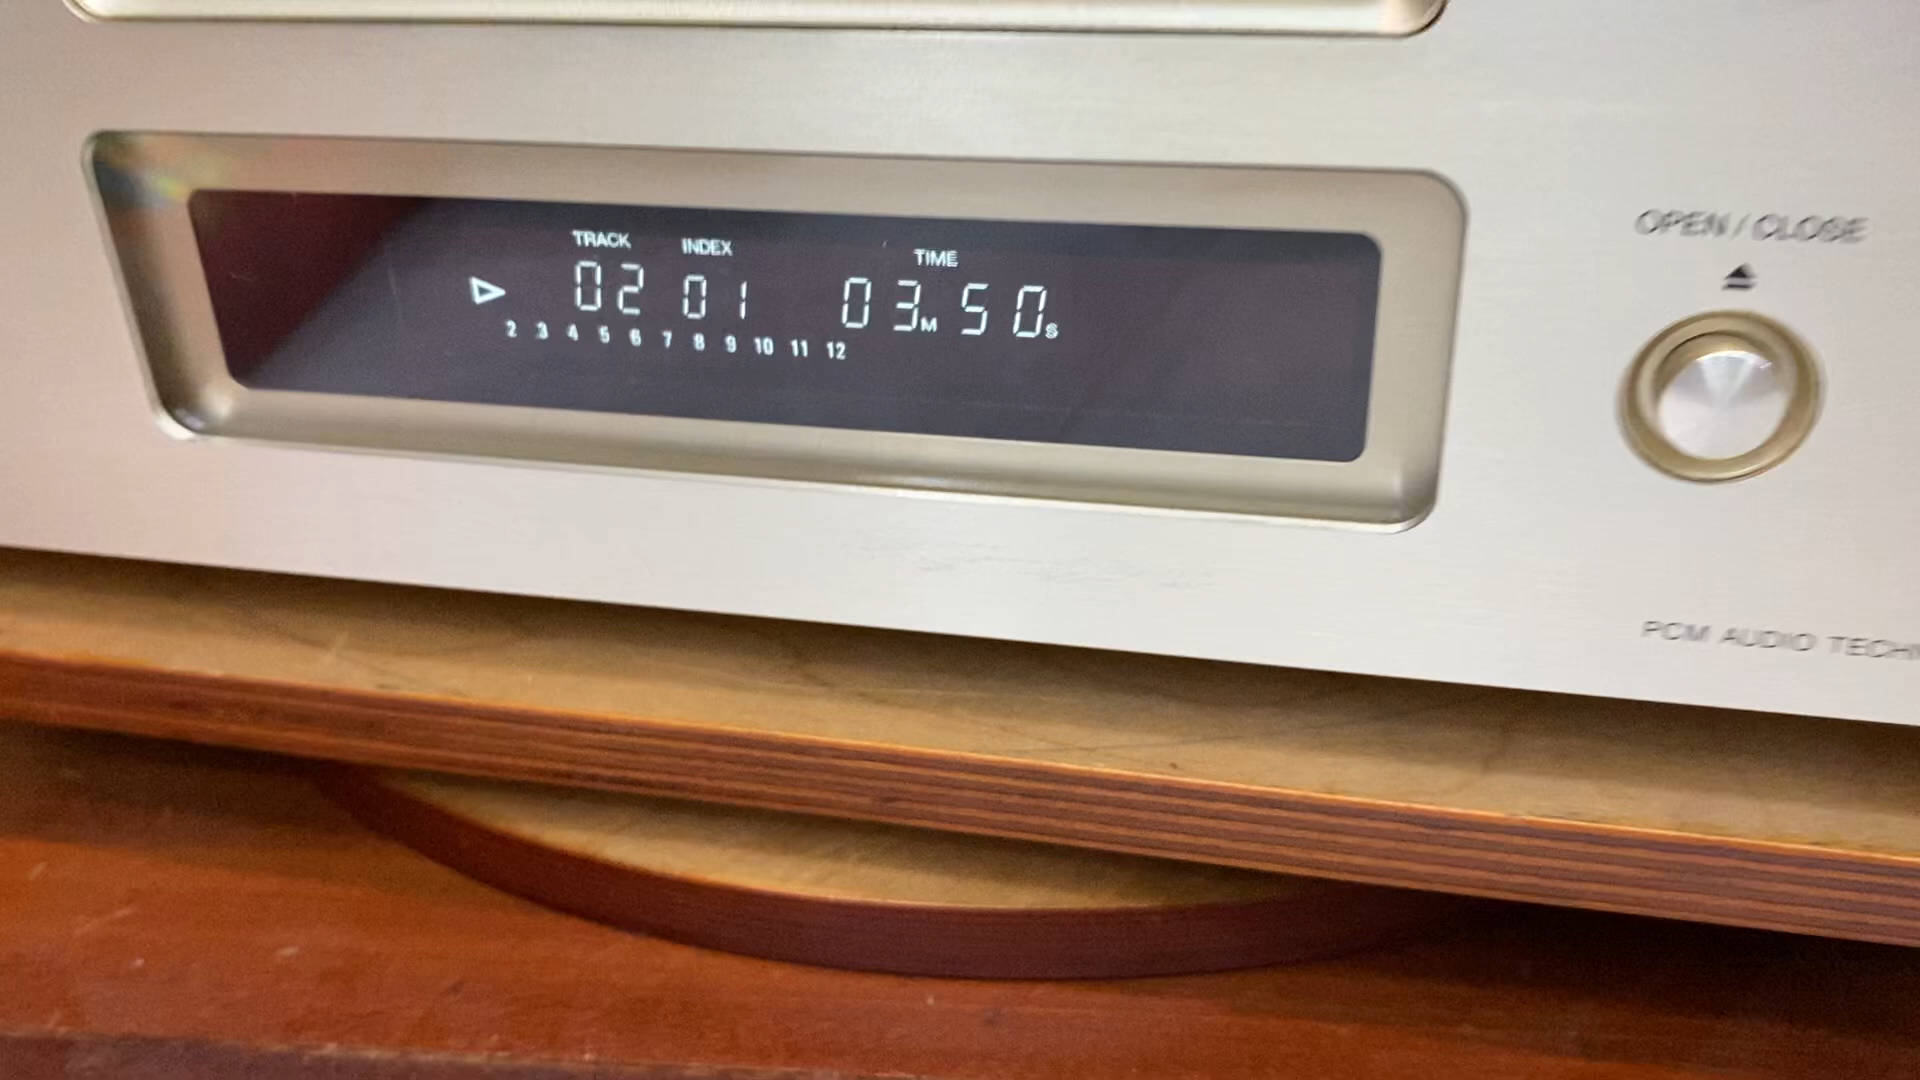 TRACK INDEX TIME
02 01 03M 50S
2 3 4 5 6 7 8 9 10 11 12
OPEN / CLOSE
PCM AUDIO